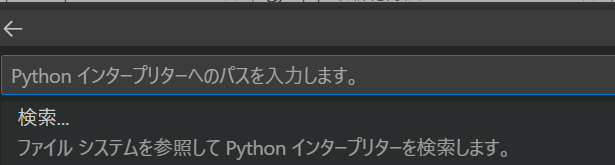 Python インタープリターへのパスを入力します。
検索...
ファイル システムを参照して Python インタープリターを検索します。